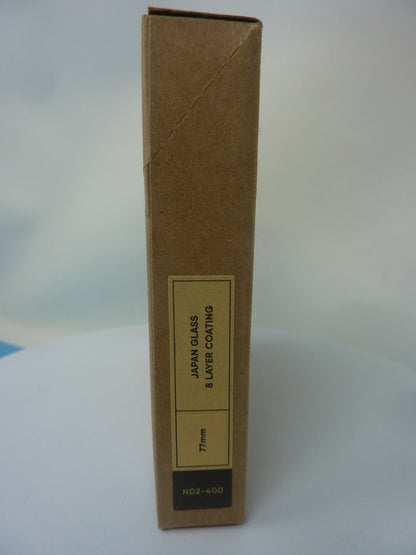 JAPAN GLASS
8 LAYER COATING
77mm
ND2-400